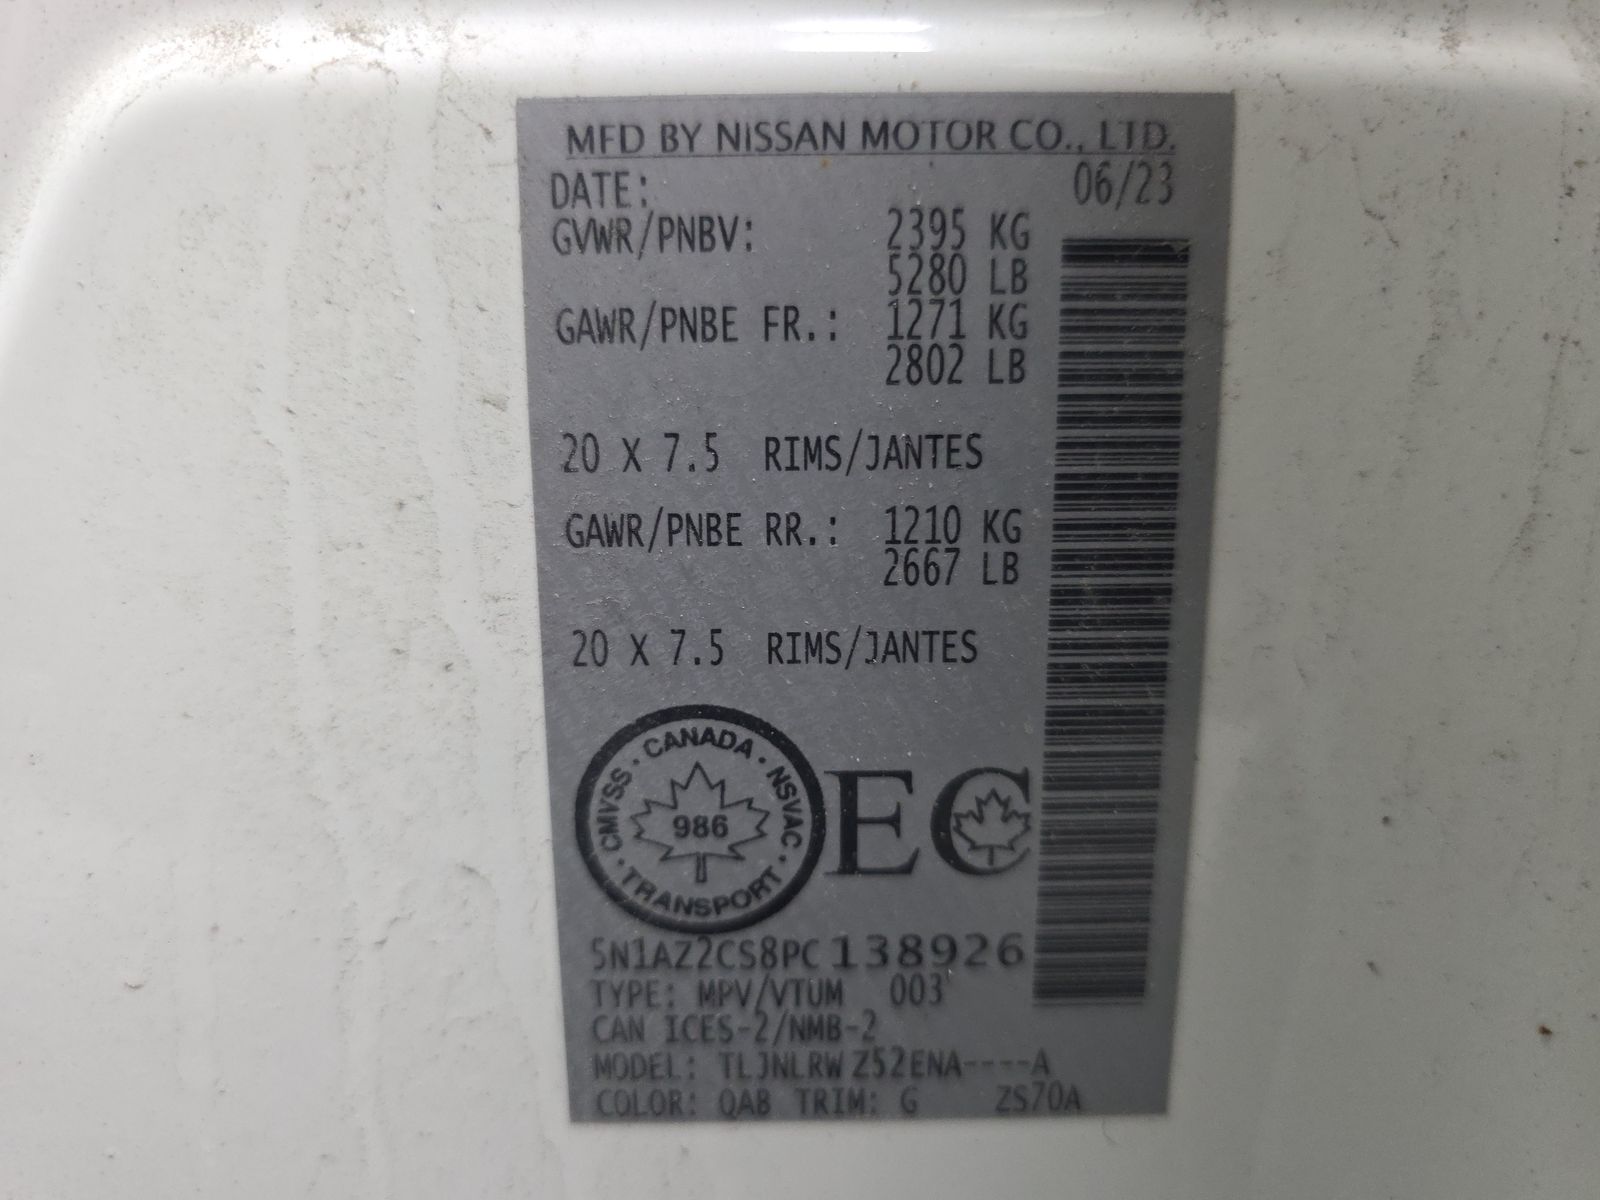 MFD BY NISSAN MOTOR CO., LTD.
DATE: 06/23
GVWR/PNBV: 2395 KG
5280 LB
GAWR/PNBE FR.: 1271 KG
2802 LB
20 X 7.5 RIMS/JANTES
GAWR/PNBE RR.: 1210 KG
2667 LB
20 X 7.5 RIMS/JANTES
CMVSS · CANADA · NSVAC · TRANSPORT
986
EC
5N1AZ2CS8PC138926
TYPE: MPV/VTUM 003
CAN ICES-2/NMB-2
MODEL: TLJNLRW Z52ENA----A
COLOR: QAB TRIM: G ZS70A